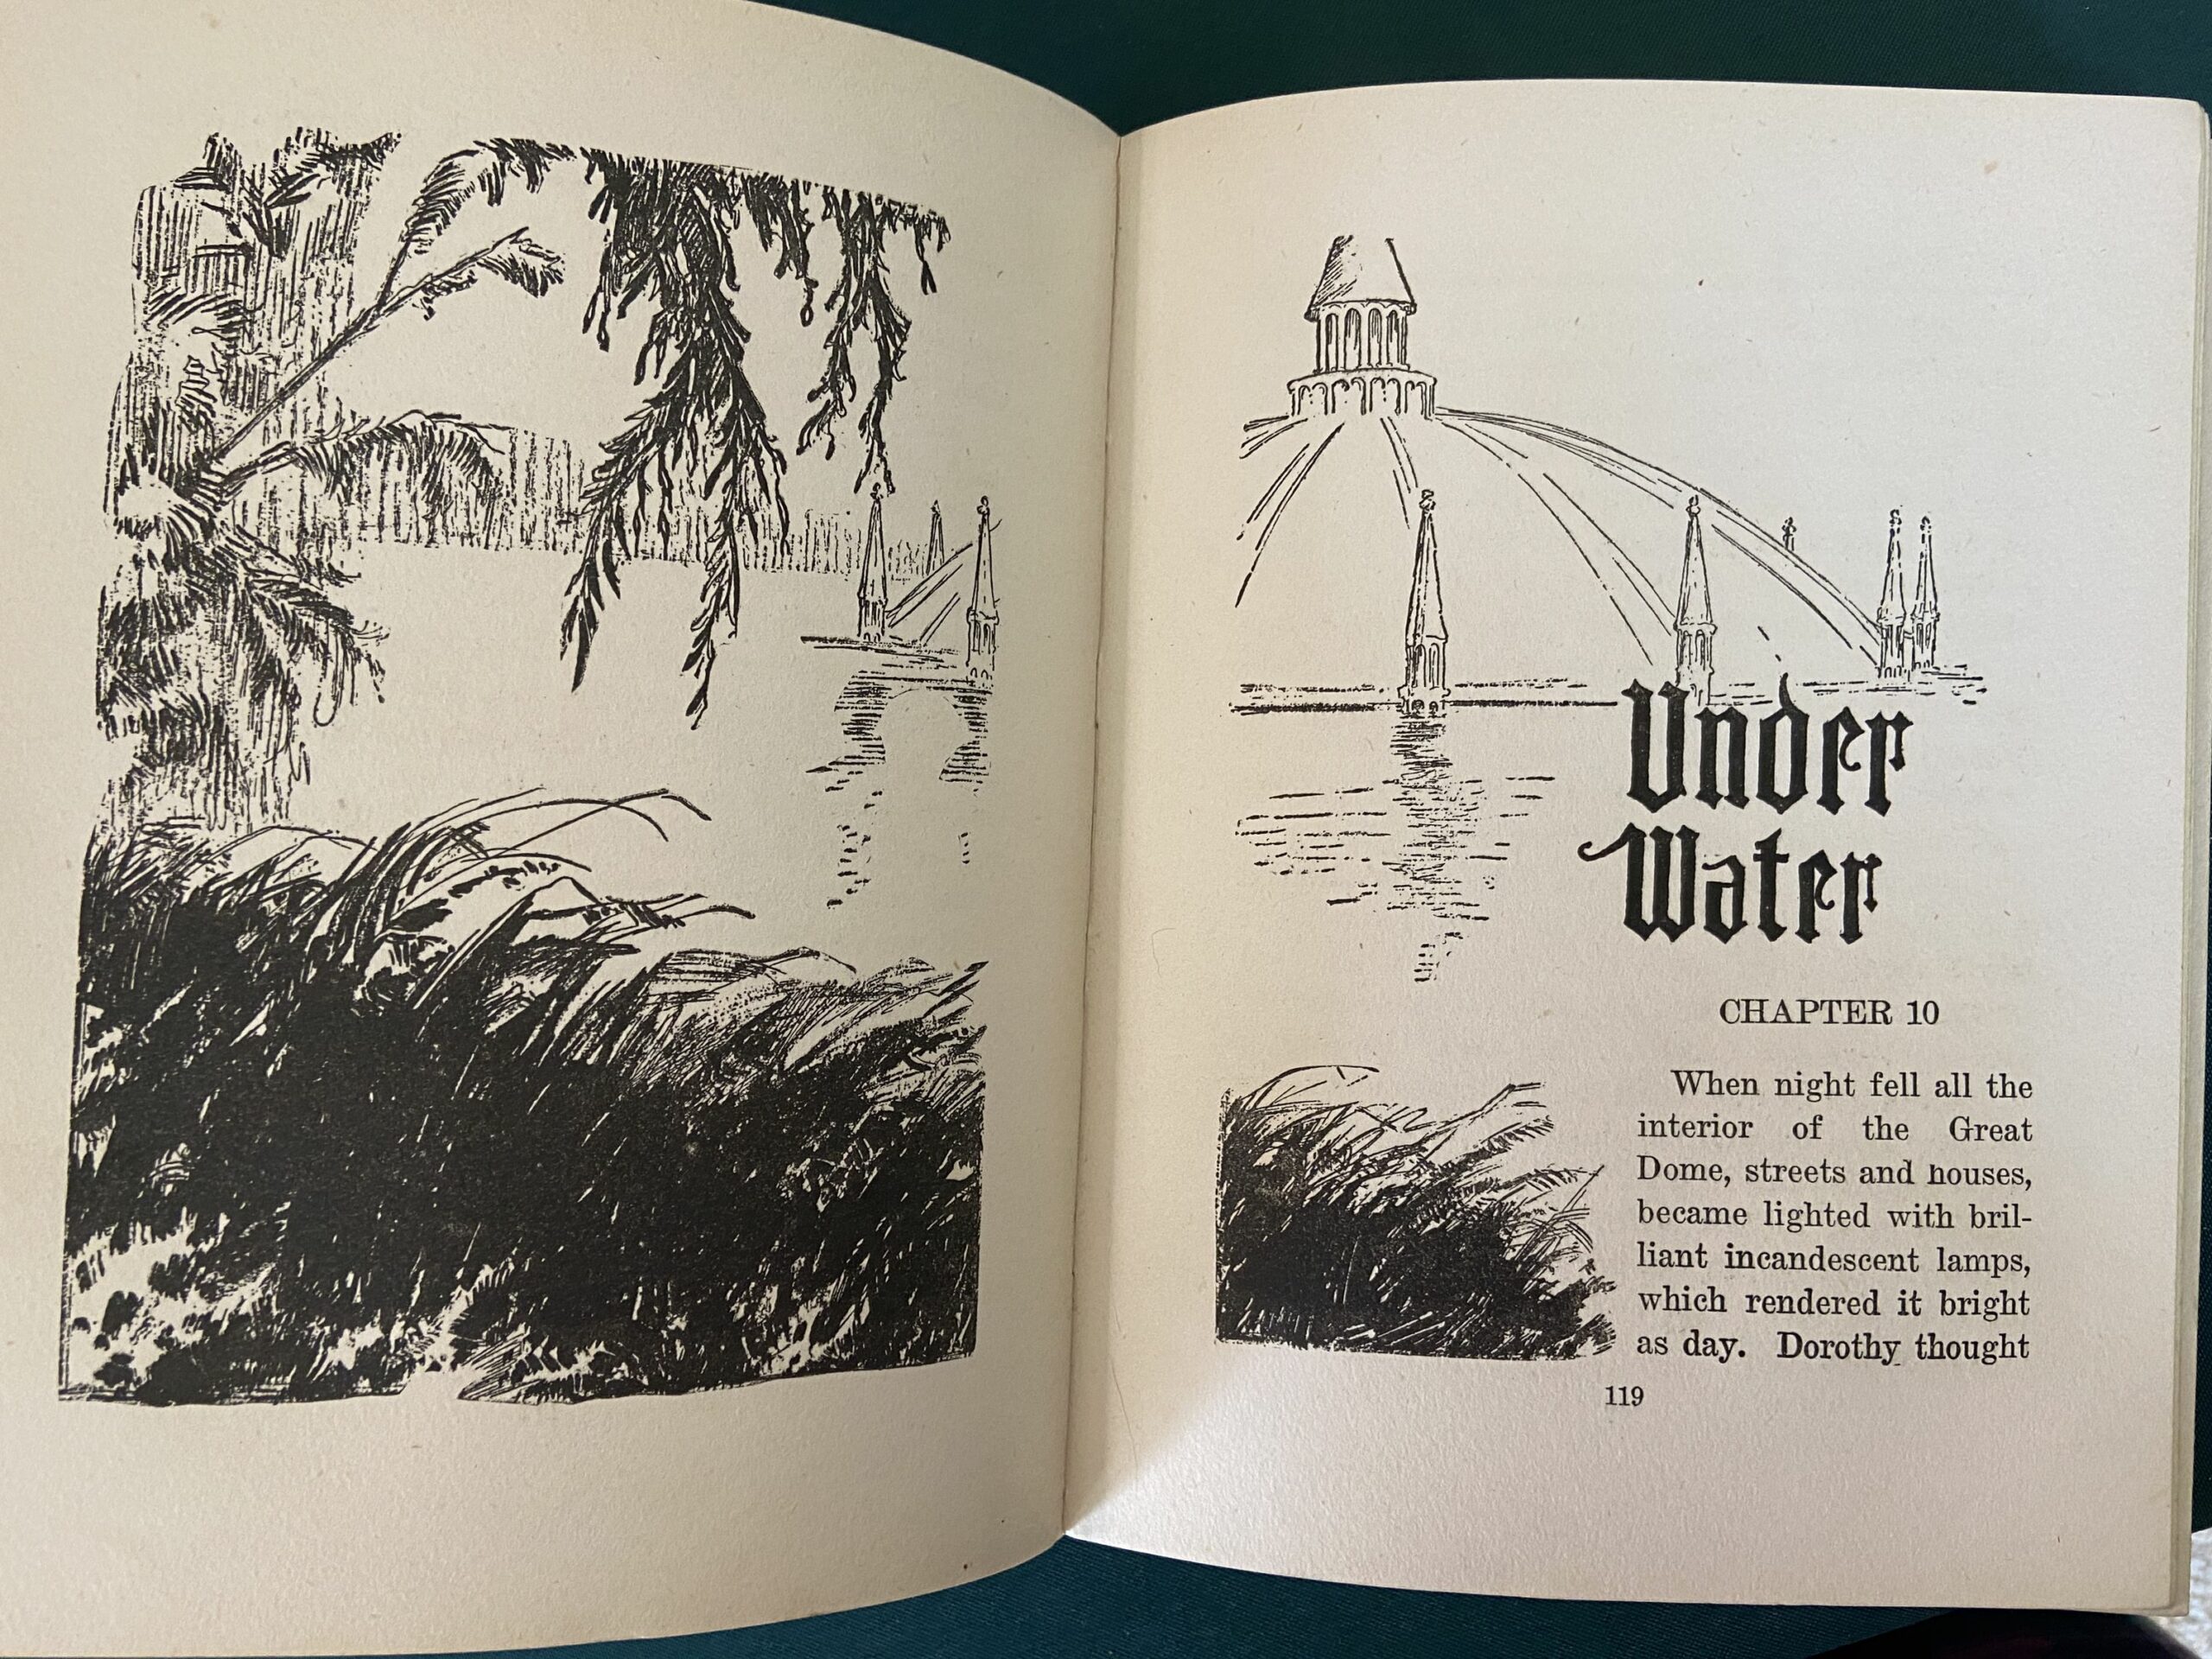 Under
Water
CHAPTER 10
When night fell all the
interior of the Great
Dome, streets and houses,
became lighted with bril-
liant incandescent lamps,
which rendered it bright
as day. Dorothy thought
119